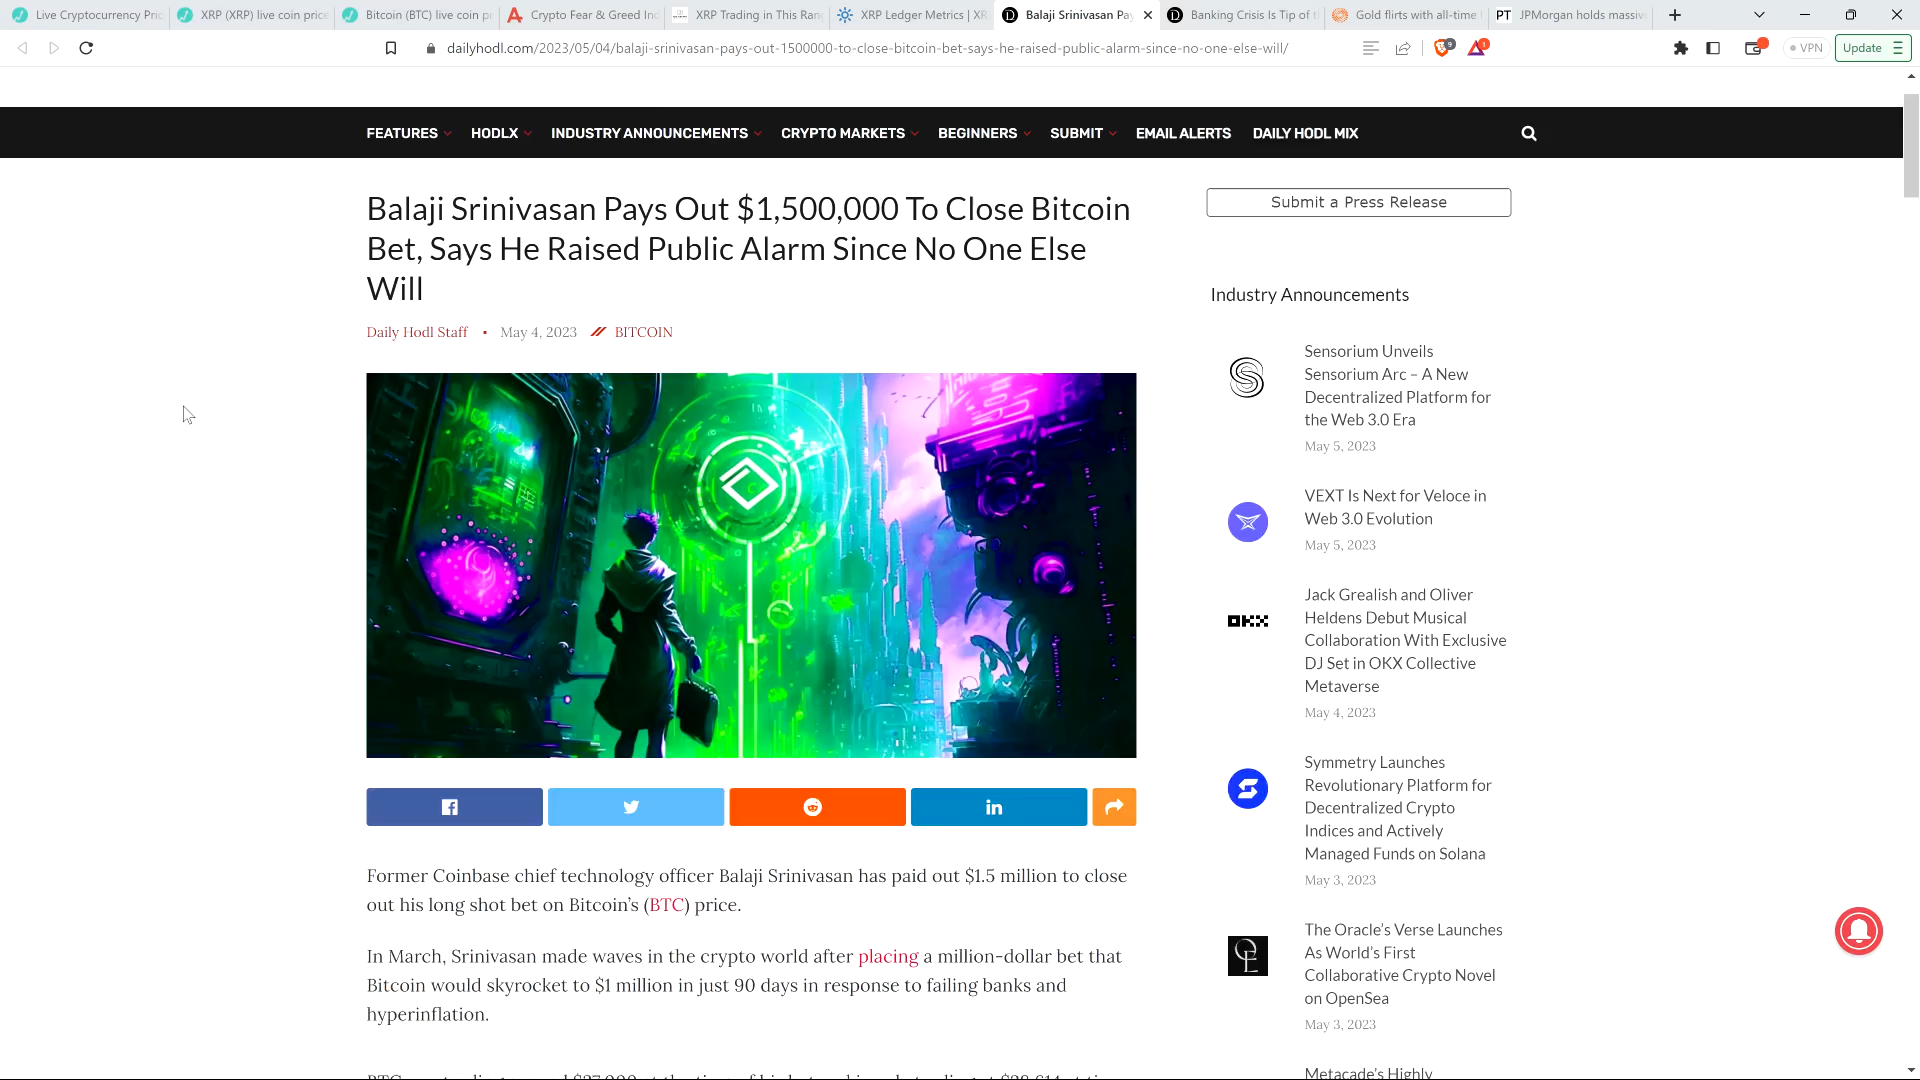 Live Cryptocurrency Pric
XRP (XRP) live coin price
Bitcoin (BTC) live coin pr
Crypto Fear & Greed Ind
XRP Trading in This Ran
XRP Ledger Metrics | XR
Balaji Srinivasan Pay
Banking Crisis Is Tip of t
Gold flirts with all-time
PT JPMorgan holds massiv
dailyhodl.com/2023/05/04/balaji-srinivasan-pays-out-1500000-to-close-bitcoin-bet-says-he-raised-public-alarm-since-no-one-else-will/
9
1
VPN
Update
FEATURES
HODLX
INDUSTRY ANNOUNCEMENTS
CRYPTO MARKETS
BEGINNERS
SUBMIT
EMAIL ALERTS
DAILY HODL MIX
Balaji Srinivasan Pays Out $1,500,000 To Close Bitcoin
Bet, Says He Raised Public Alarm Since No One Else
Will
Daily Hodl Staff • May 4, 2023 BITCOIN
Former Coinbase chief technology officer Balaji Srinivasan has paid out $1.5 million to close
out his long shot bet on Bitcoin’s (BTC) price.
In March, Srinivasan made waves in the crypto world after placing a million-dollar bet that
Bitcoin would skyrocket to $1 million in just 90 days in response to failing banks and
hyperinflation.
Submit a Press Release
Industry Announcements
Sensorium Unveils
Sensorium Arc – A New
Decentralized Platform for
the Web 3.0 Era
May 5, 2023
VEXT Is Next for Veloce in
Web 3.0 Evolution
May 5, 2023
OKX
Jack Grealish and Oliver
Heldens Debut Musical
Collaboration With Exclusive
DJ Set in OKX Collective
Metaverse
May 4, 2023
Symmetry Launches
Revolutionary Platform for
Decentralized Crypto
Indices and Actively
Managed Funds on Solana
May 3, 2023
The Oracle’s Verse Launches
As World’s First
Collaborative Crypto Novel
on OpenSea
May 3, 2023
Metacade’s Highly